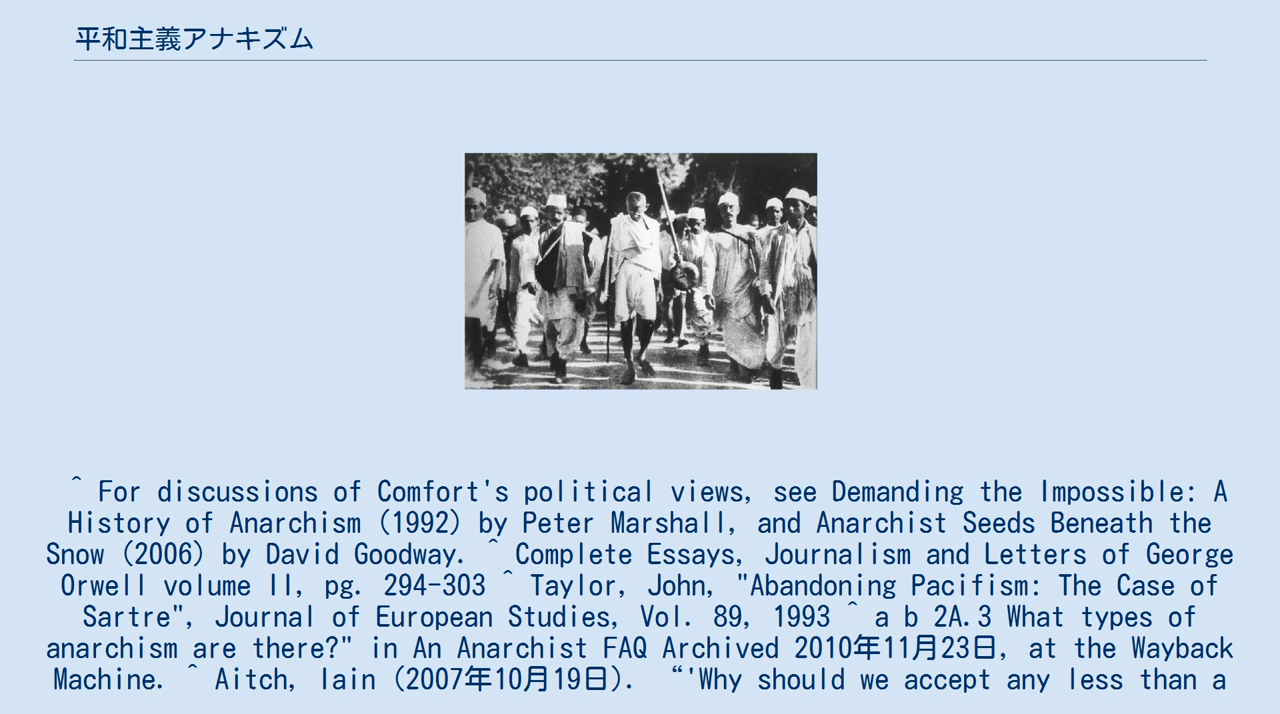 平和主義アナキズム
^ For discussions of Comfort's political views, see Demanding the Impossible: A
History of Anarchism (1992) by Peter Marshall, and Anarchist Seeds Beneath the
Snow (2006) by David Goodway. ^ Complete Essays, Journalism and Letters of George
Orwell volume II, pg. 294-303 ^ Taylor, John, "Abandoning Pacifism: The Case of
Sartre", Journal of European Studies, Vol. 89, 1993 ^ a b 2A.3 What types of
anarchism are there?" in An Anarchist FAQ Archived 2010年11月23日, at the Wayback
Machine. ^ Aitch, Iain (2007年10月19日). “'Why should we accept any less than a